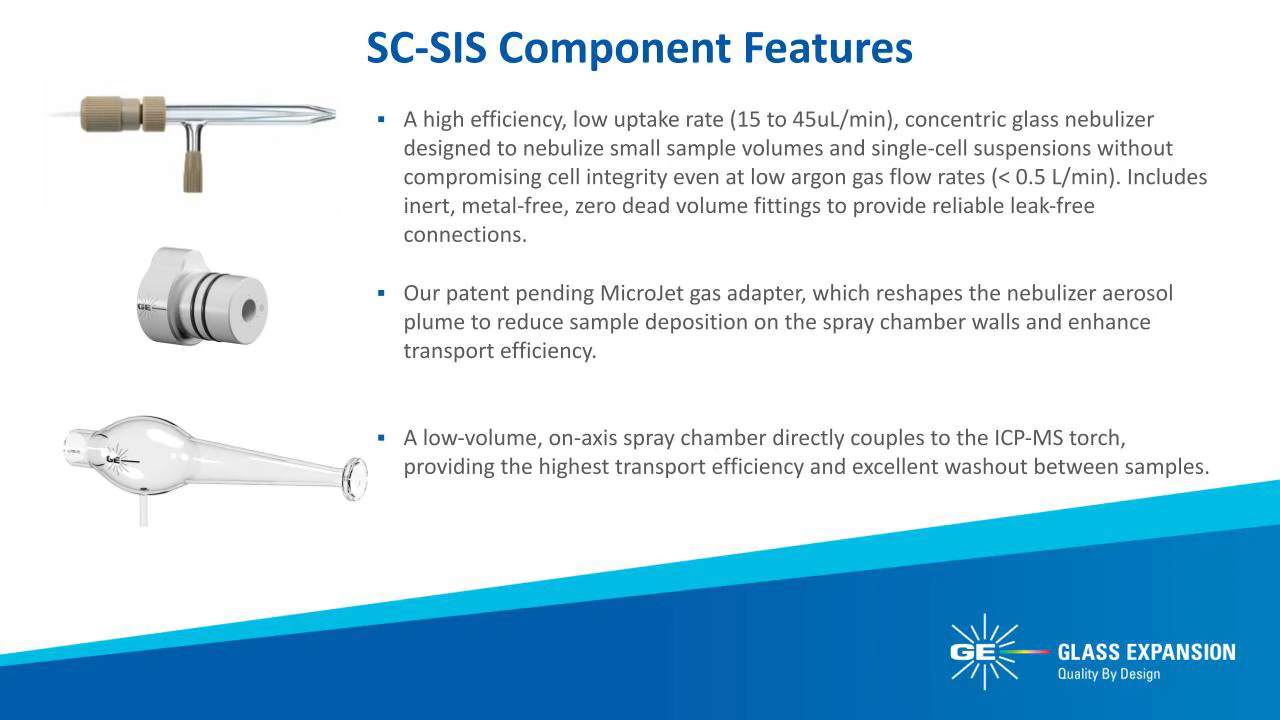 SC-SIS Component Features
▪ A high efficiency, low uptake rate (15 to 45uL/min), concentric glass nebulizer
designed to nebulize small sample volumes and single-cell suspensions without
compromising cell integrity even at low argon gas flow rates (< 0.5 L/min). Includes
inert, metal-free, zero dead volume fittings to provide reliable leak-free
connections.
▪ Our patent pending MicroJet gas adapter, which reshapes the nebulizer aerosol
plume to reduce sample deposition on the spray chamber walls and enhance
transport efficiency.
▪ A low-volume, on-axis spray chamber directly couples to the ICP-MS torch,
providing the highest transport efficiency and excellent washout between samples.
GE
GE
GE GLASS EXPANSION
Quality By Design